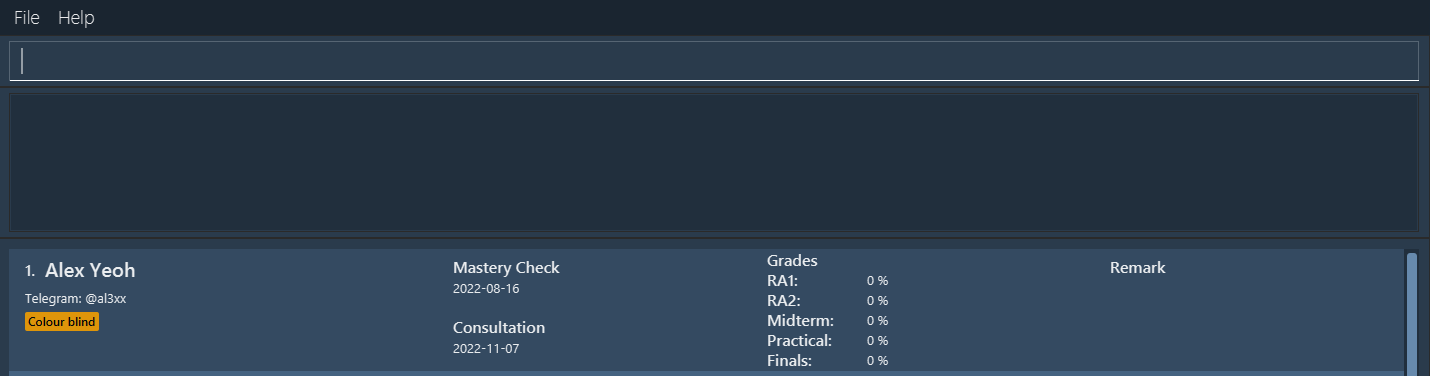 File Help
1. Alex Yeoh
Telegram: @al3xx
Colour blind
Mastery Check
2022-08-16
Consultation
2022-11-07
Grades
RA1: 0 %
RA2: 0 %
Midterm: 0 %
Practical: 0 %
Finals: 0 %
Remark